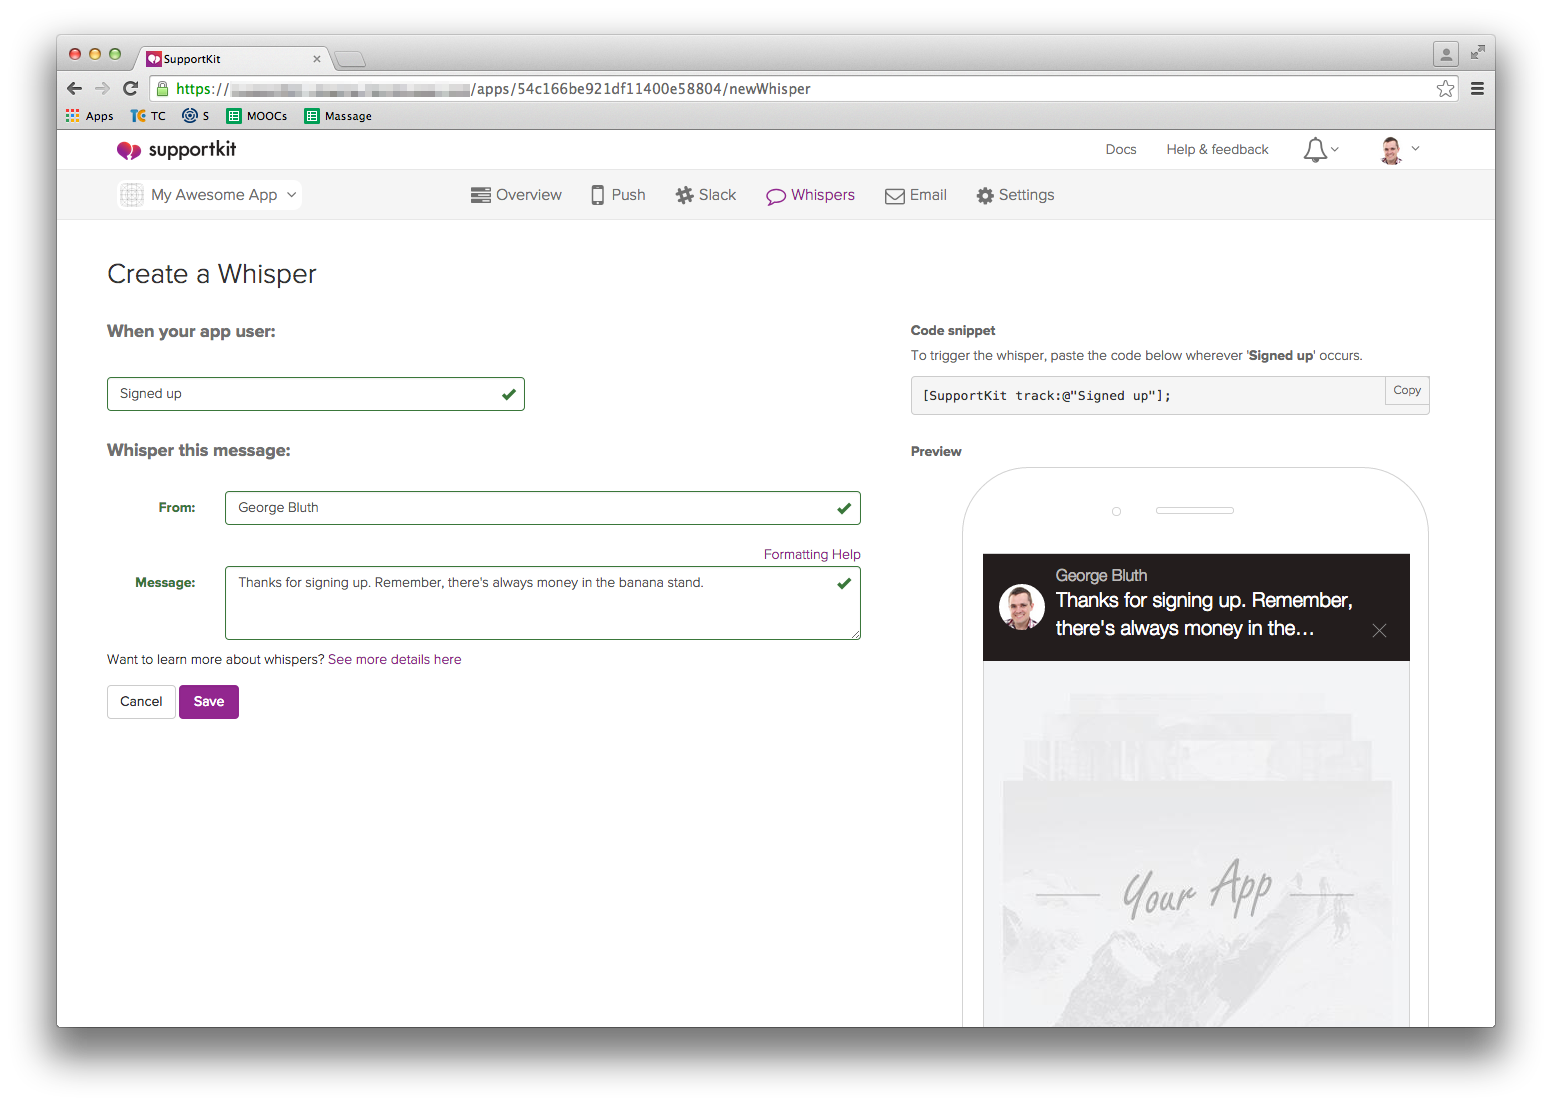 SupportKit
https://
/apps/54c166be921df11400e58804/newWhisper
Apps TC TC S MOOCs Massage
supportkit Docs Help & feedback
My Awesome App Overview Push Slack Whispers Email Settings
Create a Whisper
When your app user:
Signed up
Whisper this message:
From: George Bluth
Formatting Help
Message: Thanks for signing up. Remember, there's always money in the banana stand.
Want to learn more about whispers? See more details here
Cancel Save
Code snippet
To trigger the whisper, paste the code below wherever 'Signed up' occurs.
[SupportKit track:@"Signed up"];
Copy
Preview
George Bluth
Thanks for signing up. Remember,
there's always money in the...
Your App